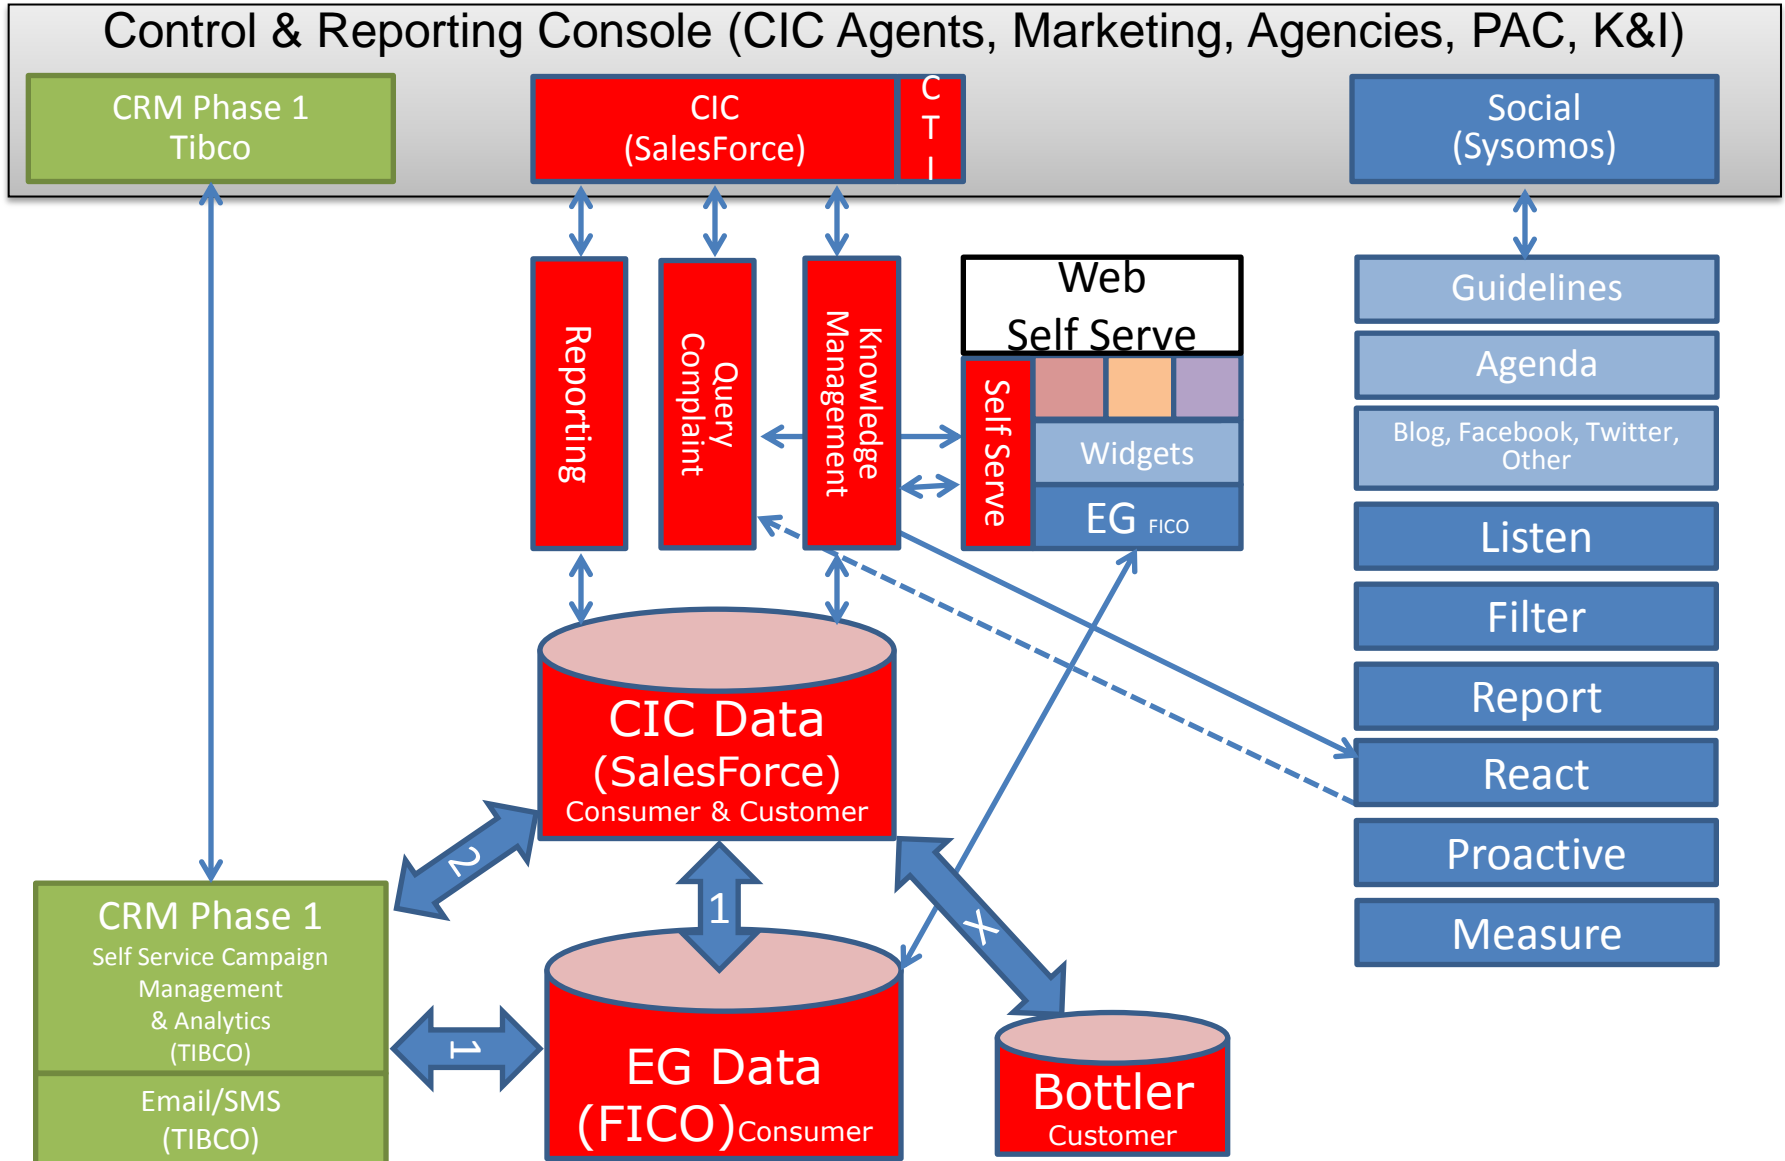 Control & Reporting Console (CIC Agents, Marketing, Agencies, PAC, K&I)
CRM Phase 1
Tibco
CIC
(SalesForce)
C
T
I
Social
(Sysomos)
Reporting
Query
Complaint
Knowledge
Management
Web
Self Serve
Self Serve
Widgets
EG FICO
Guidelines
Agenda
Blog, Facebook, Twitter,
Other
Listen
Filter
Report
React
Proactive
Measure
CIC Data
(SalesForce)
Consumer & Customer
2
1
X
CRM Phase 1
Self Service Campaign
Management
& Analytics
(TIBCO)
Email/SMS
(TIBCO)
1
EG Data
(FICO) Consumer
Bottler
Customer